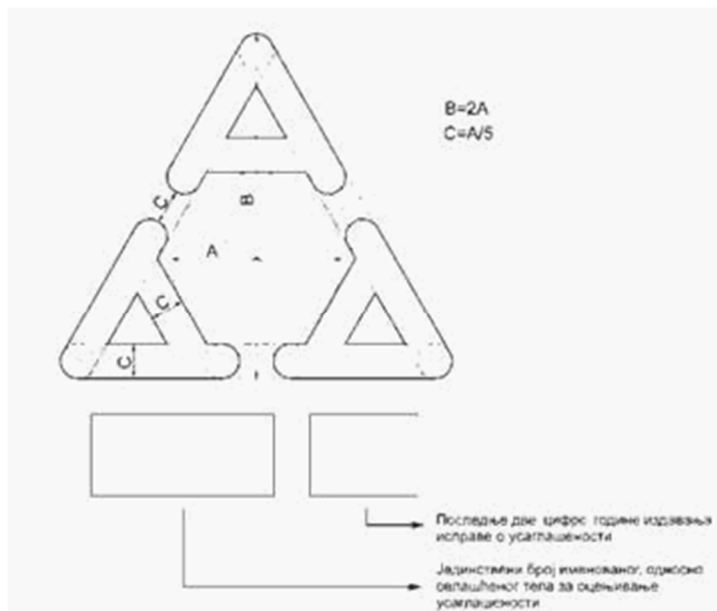 B=2A
C=A/5
C
B
A
C
C
Последње две цифре године издавања
исправе о усаглашености
Јединствени број именованог, односно
овлашћеног тела за оцењивање
усаглашености